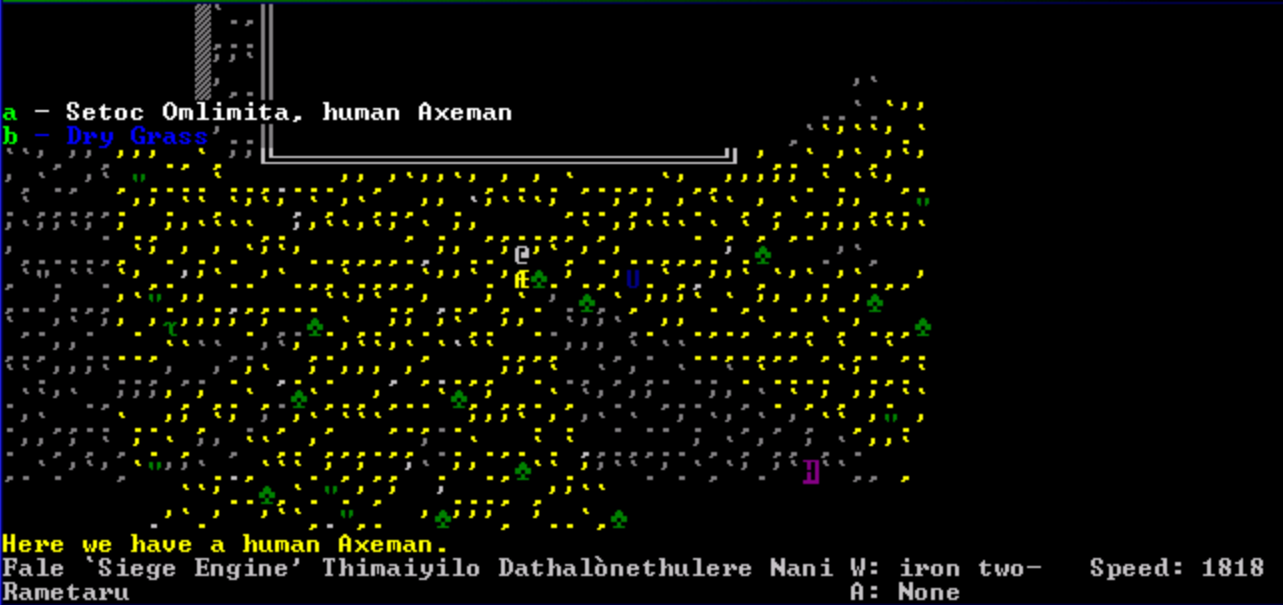 a - Setoc Omlimita, human Axeman
b - Dry Grass
Here we have a human Axeman.
Fale `Siege Engine' Thimaiyilo Dathalònethulere Nani W: iron two- Speed: 1818
Rametaru A: None